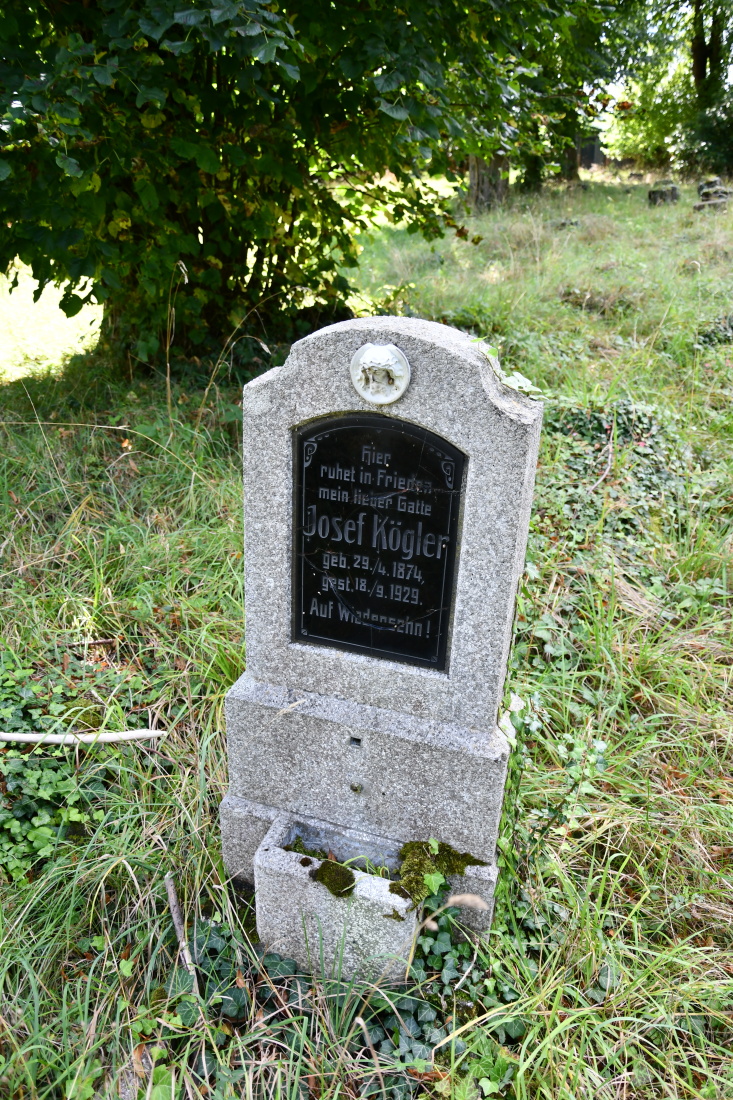 Hier
ruhet in Frieden
mein lieber Gatte
Josef Kögler
geb. 29./4. 1874,
gest. 18./9. 1929.
Auf Wiedersehn!